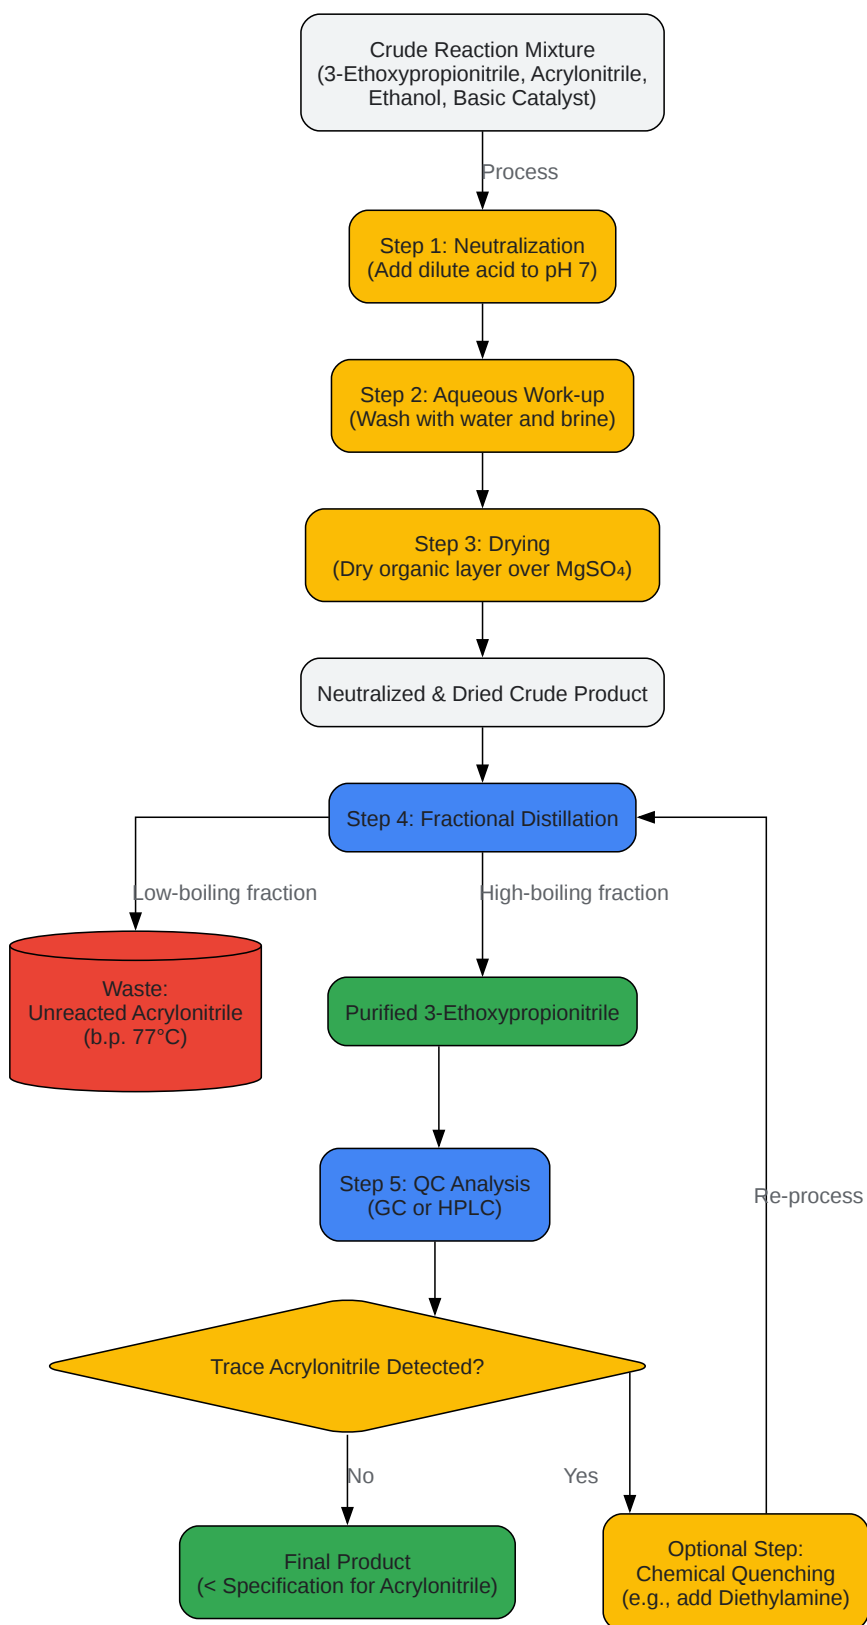 Crude Reaction Mixture
(3-Ethoxypropionitrile, Acrylonitrile,
Ethanol, Basic Catalyst)
Process
Step 1: Neutralization
(Add dilute acid to pH 7)
Step 2: Aqueous Work-up
(Wash with water and brine)
Step 3: Drying
(Dry organic layer over MgSO₄)
Neutralized & Dried Crude Product
Step 4: Fractional Distillation
Low-boiling fraction
High-boiling fraction
Waste:
Unreacted Acrylonitrile
(b.p. 77°C)
Purified 3-Ethoxypropionitrile
Step 5: QC Analysis
(GC or HPLC)
Re-process
Trace Acrylonitrile Detected?
No
Yes
Final Product
(< Specification for Acrylonitrile)
Optional Step:
Chemical Quenching
(e.g., add Diethylamine)